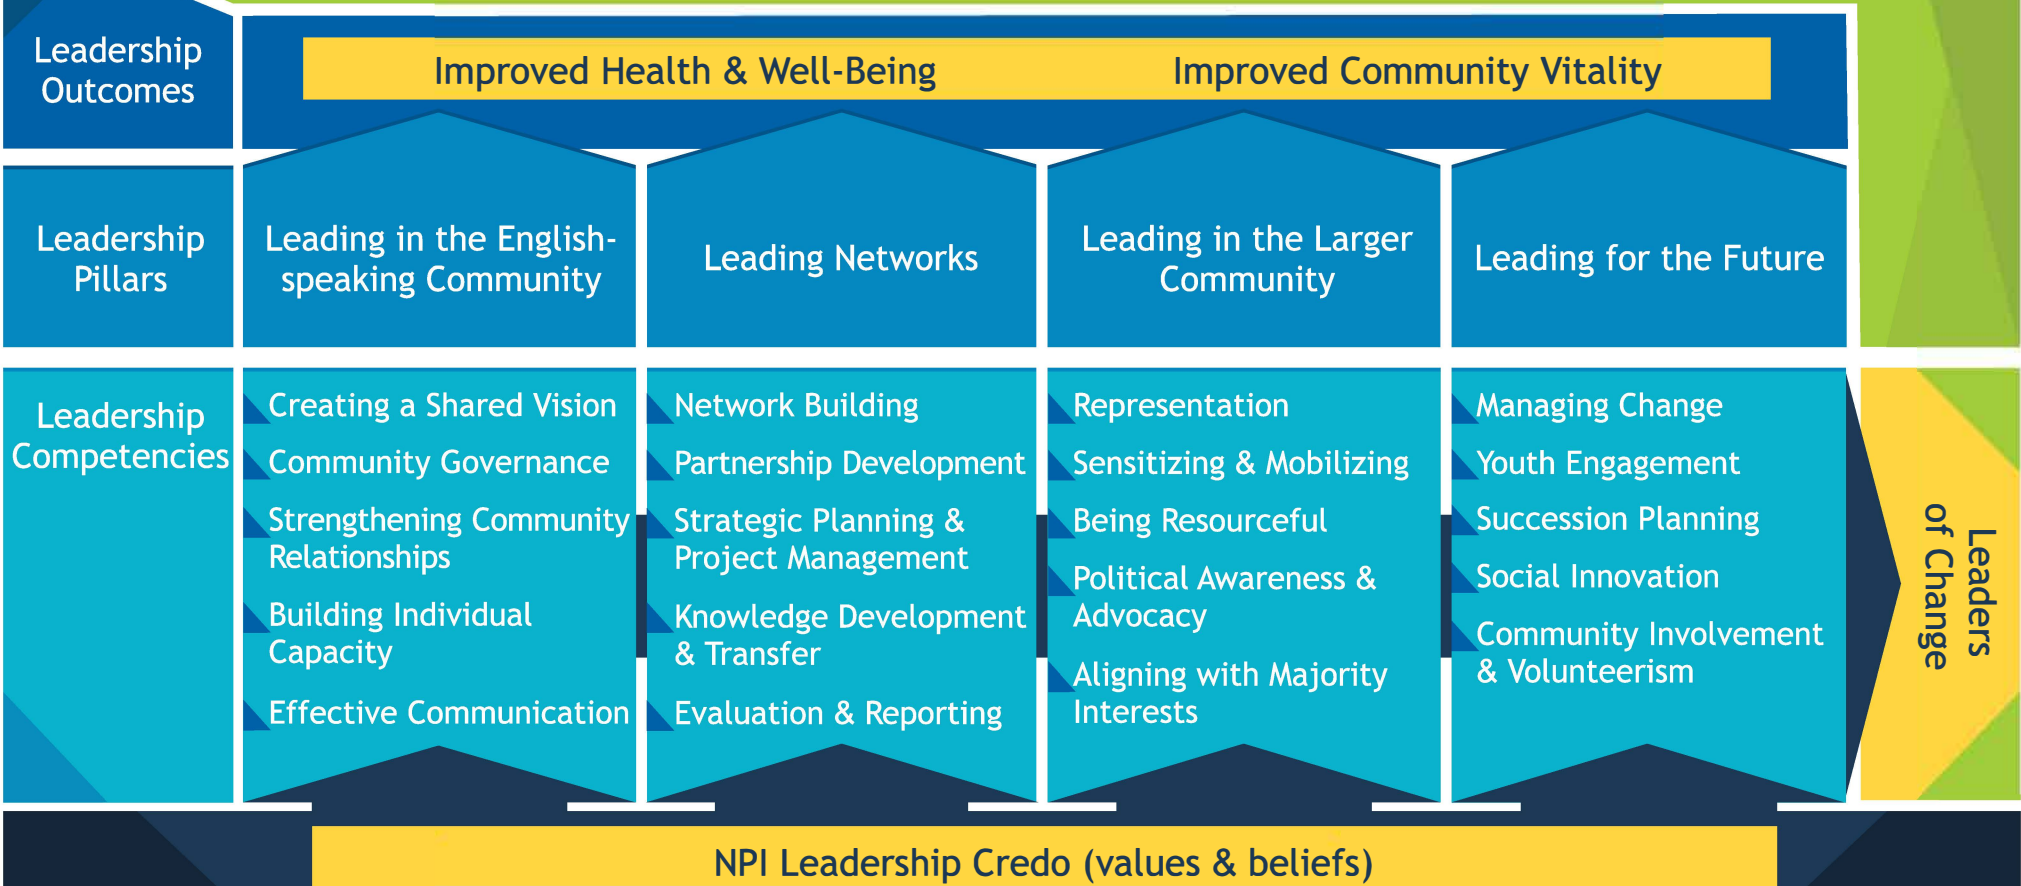 Leadership
Outcomes
Improved Health & Well-Being
Improved Community Vitality
Leadership
Pillars
Leading in the English-
speaking Community
Leading Networks
Leading in the Larger
Community
Leading for the Future
Leadership
Competencies
Creating a Shared Vision
Community Governance
Strengthening Community
Relationships
Building Individual
Capacity
Effective Communication
Network Building
Partnership Development
Strategic Planning &
Project Management
Knowledge Development
& Transfer
Evaluation & Reporting
Representation
Sensitizing & Mobilizing
Being Resourceful
Political Awareness &
Advocacy
Aligning with Majority
Interests
Managing Change
Youth Engagement
Succession Planning
Social Innovation
Community Involvement
& Volunteerism
Leaders
of Change
NPI Leadership Credo (values & beliefs)